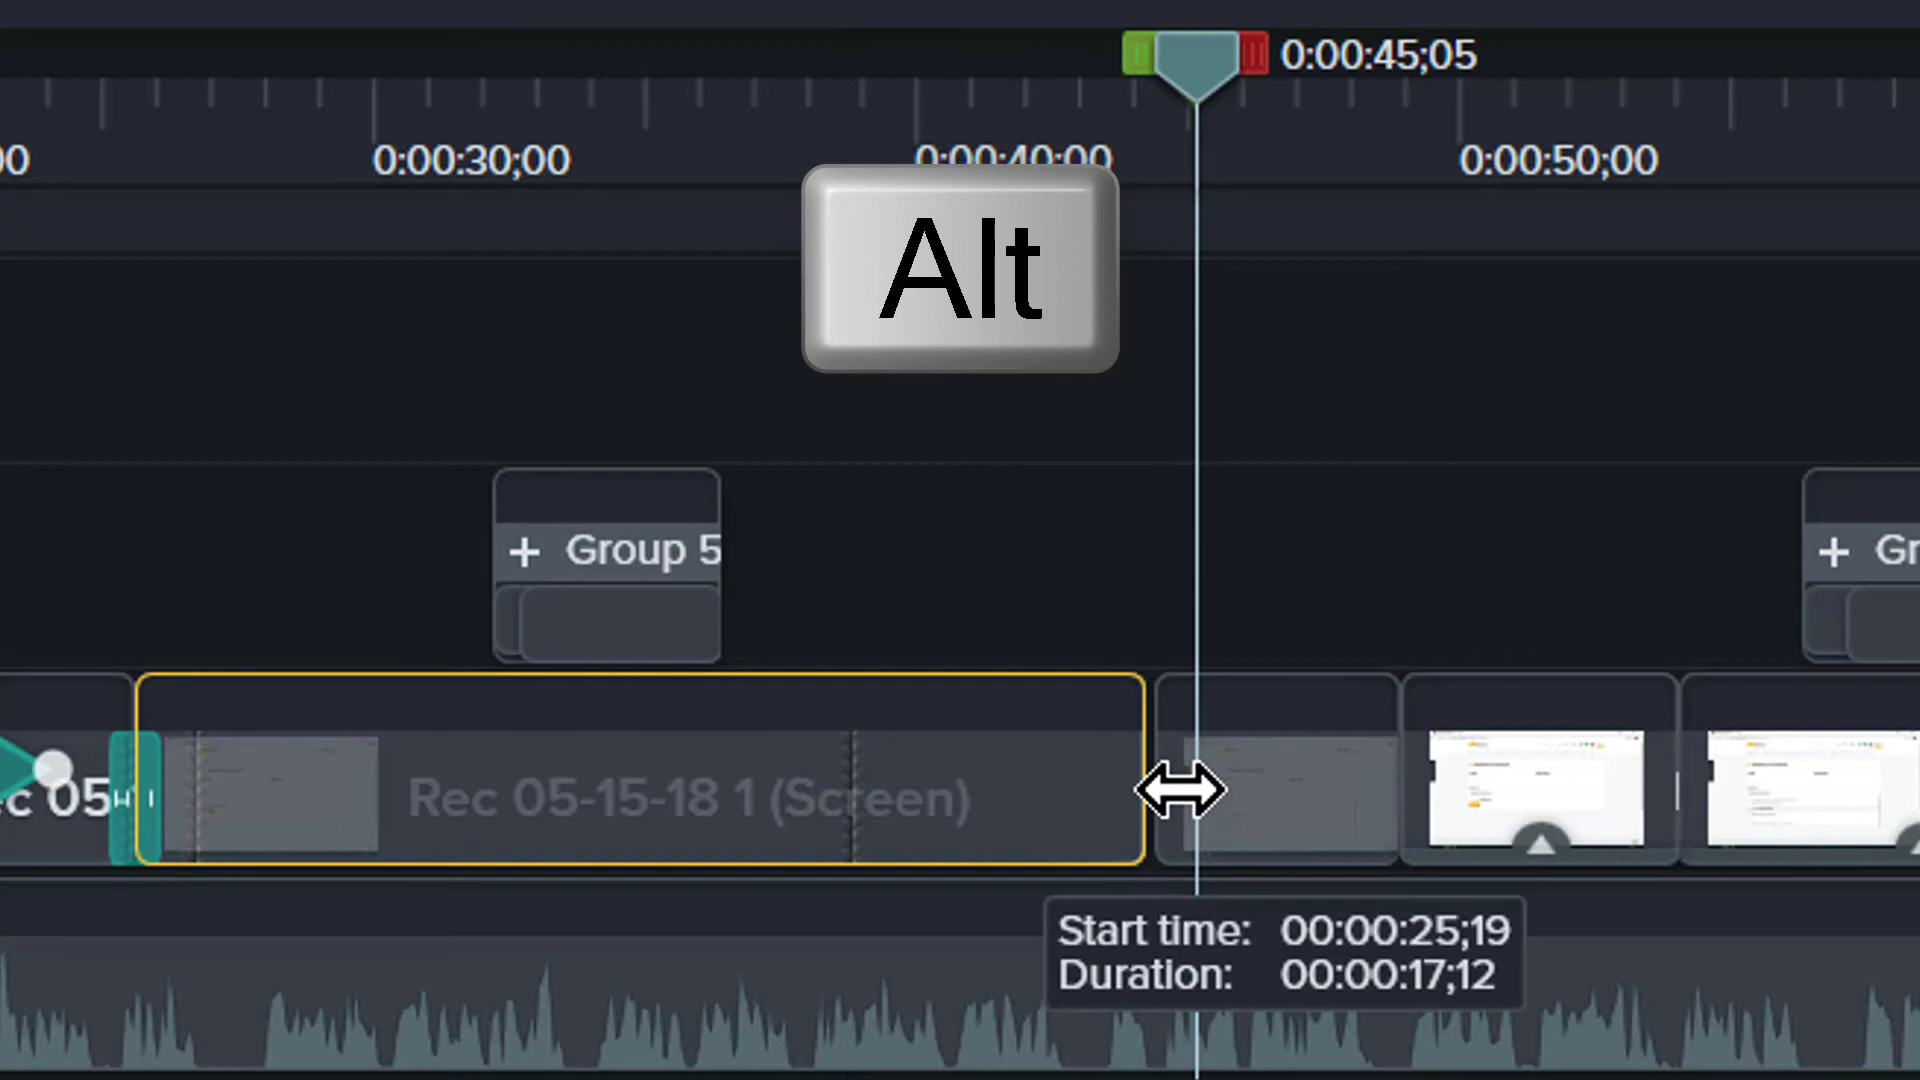 0:00:45;05
00
0:00:30;00
0:00:40;00
0:00:50;00
Alt
+ Group 5
+ Gr
c 05
Rec 05-15-18 1 (Screen)
Start time: 00:00:25;19
Duration: 00:00:17;12